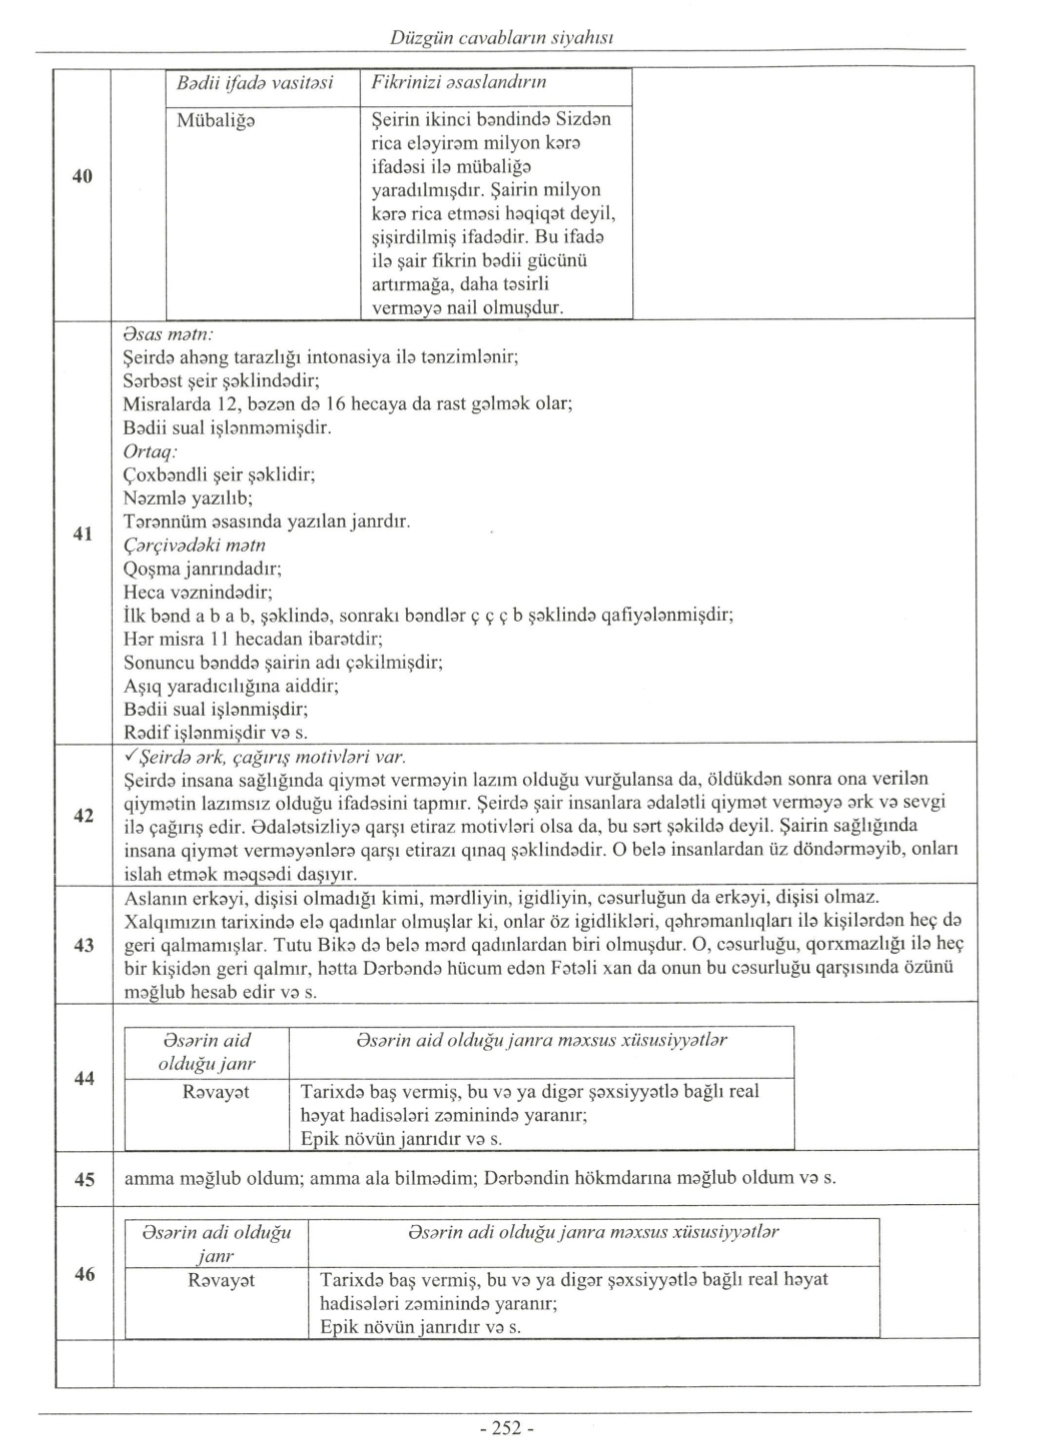 Düzgün cavabların siyahısı
40
Bədii ifadə vasitəsi
Fikrinizi əsaslandırın
Mübaliğə
Şeirin ikinci bəndində Sizdən
rica eləyirəm milyon kərə
ifadəsi ilə mübaliğə
yaradılmışdır. Şairin milyon
kərə rica etməsi həqiqət deyil,
şişirdilmiş ifadədir. Bu ifadə
ilə şair fikrin bədii gücünü
artırmağa, daha təsirli
verməyə nail olmuşdur.
41
Əsas mətn:
Şeirdə ahəng tarazlığı intonasiya ilə tənzimlənir;
Sərbəst şeir şəklindədir;
Misralarda 12, bəzən də 16 hecaya da rast gəlmək olar;
Bədii sual işlənməmişdir.
Ortaq:
Çoxbəndli şeir şəklidir;
Nəzmlə yazılıb;
Tərənnüm əsasında yazılan janrdır.
Çərçivədəki mətn
Qoşma janrındadır;
Heca vəznindədir;
İlk bənd a b a b, şəklində, sonrakı bəndlər ç ç ç b şəklində qafiyələnmişdir;
Hər misra 11 hecadan ibarətdir;
Sonuncu bənddə şairin adı çəkilmişdir;
Aşıq yaradıcılığına aiddir;
Bədii sual işlənmişdir;
Rədif işlənmişdir və s.
42
✓Şeirdə ərk, çağırış motivləri var.
Şeirdə insana sağlığında qiymət verməyin lazım olduğu vurğulansa da, öldükdən sonra ona verilən
qiymətin lazımsız olduğu ifadəsini tapmır. Şeirdə şair insanlara ədalətli qiymət verməyə ərk və sevgi
ilə çağırış edir. Ədalətsizliyə qarşı etiraz motivləri olsa da, bu sərt şəkildə deyil. Şairin sağlığında
insana qiymət verməyənlərə qarşı etirazı qınaq şəklindədir. O belə insanlardan üz döndərməyib, onları
islah etmək məqsədi daşıyır.
43
Aslanın erkəyi, dişisi olmadığı kimi, mərdliyin, igidliyin, cəsurluğun da erkəyi, dişisi olmaz.
Xalqımızın tarixində elə qadınlar olmuşlar ki, onlar öz igidlikləri, qəhrəmanlıqları ilə kişilərdən heç də
geri qalmamışlar. Tutu Bikə də belə mərd qadınlardan biri olmuşdur. O, cəsurluğu, qorxmazlığı ilə heç
bir kişidən geri qalmır, hətta Dərbəndə hücum edən Fətəli xan da onun bu cəsurluğu qarşısında özünü
məğlub hesab edir və s.
44
Əsərin aid
olduğu janr
Əsərin aid olduğu janra məxsus xüsusiyyətlər
Rəvayət
Tarixdə baş vermiş, bu və ya digər şəxsiyyətlə bağlı real
həyat hadisələri zəminində yaranır;
Epik növün janrıdır və s.
45
amma məğlub oldum; amma ala bilmədim; Dərbəndin hökmdarına məğlub oldum və s.
46
Əsərin adi olduğu
janr
Əsərin adi olduğu janra məxsus xüsusiyyətlər
Rəvayət
Tarixdə baş vermiş, bu və ya digər şəxsiyyətlə bağlı real həyat
hadisələri zəminində yaranır;
Epik növün janrıdır və s.
- 252 -